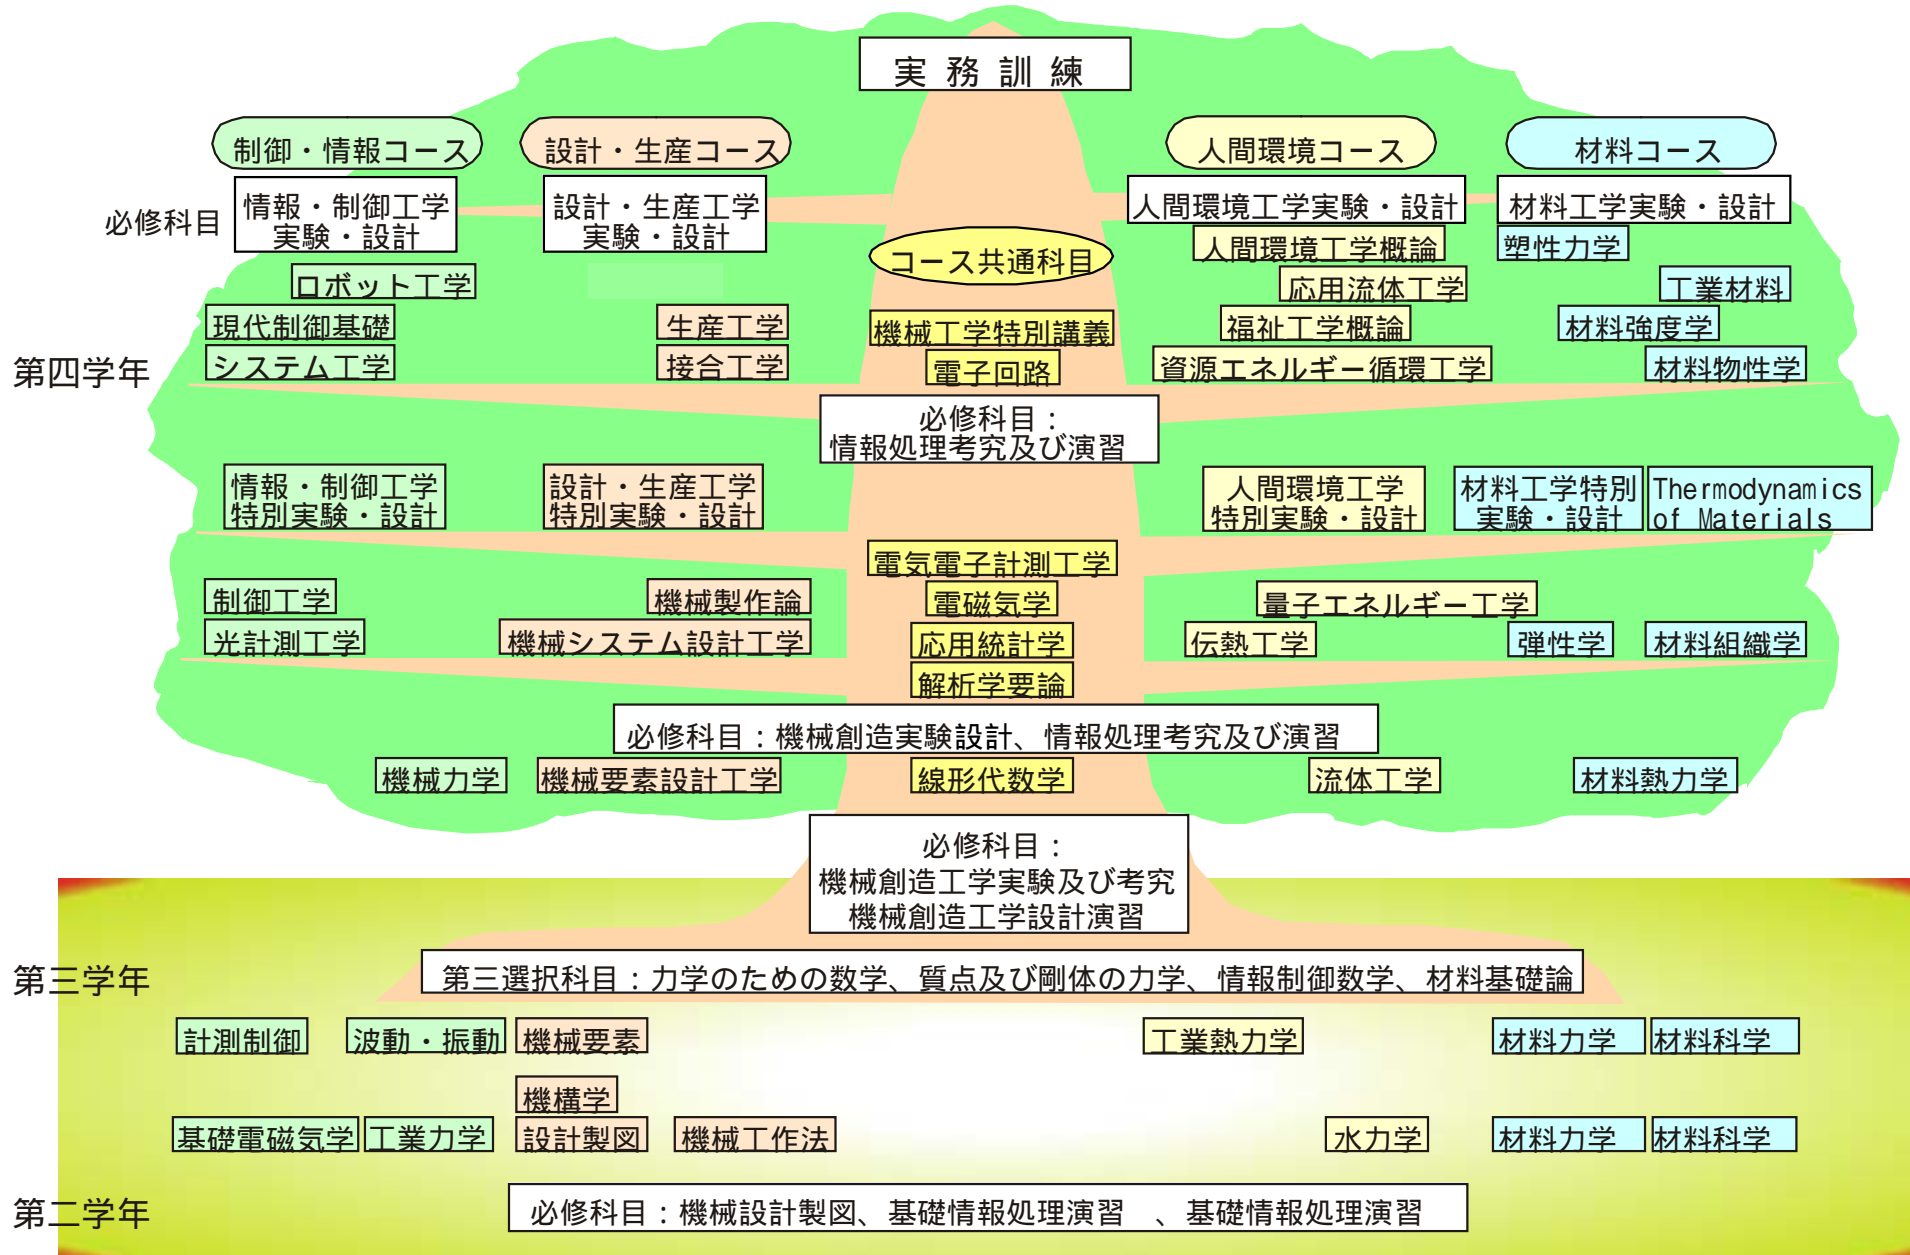 実 務 訓 練
制御・情報コース
設計・生産コース
人間環境コース
材料コース
必修科目
情報・制御工学
実験・設計
設計・生産工学
実験・設計
人間環境工学実験・設計
材料工学実験・設計
コース共通科目
人間環境工学概論
塑性力学
ロボット工学
応用流体工学
工業材料
現代制御基礎
生産工学
機械工学特別講義
福祉工学概論
材料強度学
第四学年
システム工学
接合工学
電子回路
資源エネルギー循環工学
材料物性学
必修科目：
情報処理考究及び演習
情報・制御工学
特別実験・設計
設計・生産工学
特別実験・設計
人間環境工学
特別実験・設計
材料工学特別
実験・設計
Thermodynamics
of Materials
電気電子計測工学
制御工学
機械製作論
電磁気学
量子エネルギー工学
光計測工学
機械システム設計工学
応用統計学
伝熱工学
弾性学
材料組織学
解析学要論
必修科目：機械創造実験設計、情報処理考究及び演習
機械力学
機械要素設計工学
線形代数学
流体工学
材料熱力学
必修科目：
機械創造工学実験及び考究
機械創造工学設計演習
第三学年
第三選択科目：力学のための数学、質点及び剛体の力学、情報制御数学、材料基礎論
計測制御
波動・振動
機械要素
工業熱力学
材料力学
材料科学
機構学
基礎電磁気学
工業力学
設計製図
機械工作法
水力学
材料力学
材料科学
第二学年
必修科目：機械設計製図、基礎情報処理演習　、基礎情報処理演習